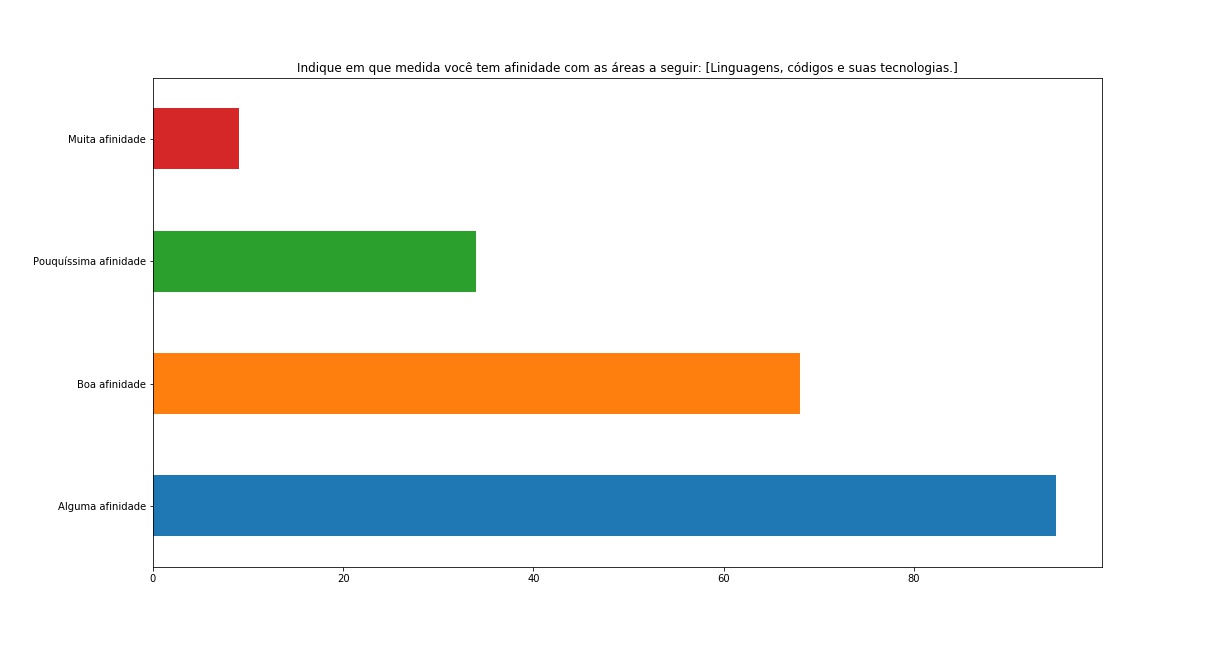 Indique em que medida você tem afinidade com as áreas a seguir: [Linguagens, códigos e suas tecnologias.]
Muita afinidade
Pouquíssima afinidade
Boa afinidade
Alguma afinidade
0 20 40 60 80